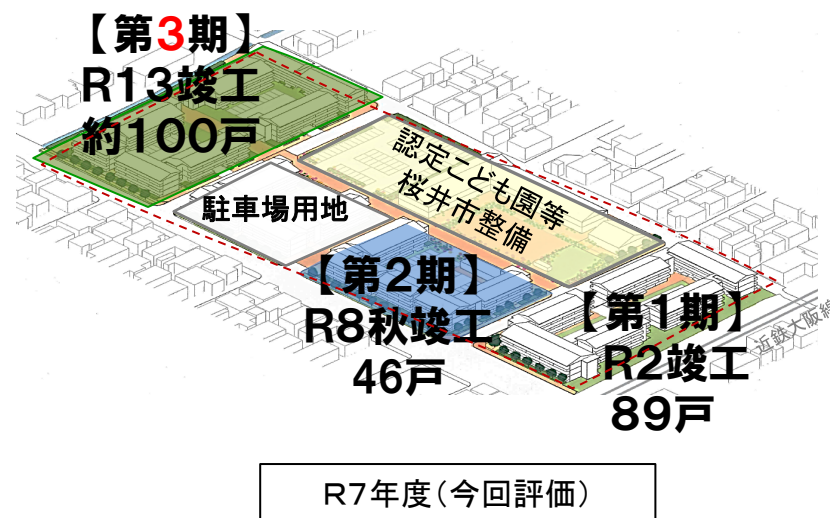 【第3期】
R13竣工
約100戸
認定こども園等
桜井市整備
駐車場用地
【第2期】
R8秋竣工
46戸
【第1期】
R2竣工
89戸
近鉄大阪線
R7年度(今回評価)